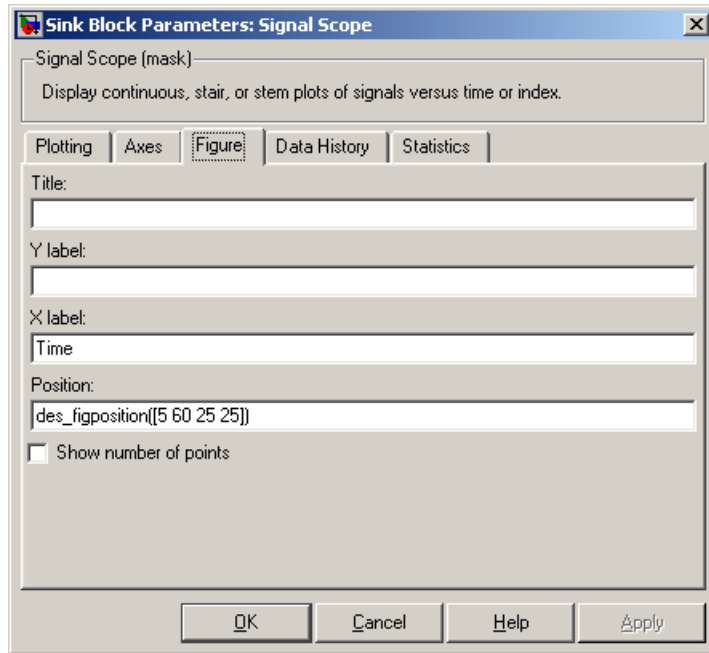 Sink Block Parameters: Signal Scope
Signal Scope (mask)
Display continuous, stair, or stem plots of signals versus time or index.
Plotting Axes Figure Data History Statistics
Title:
Y label:
X label:
Time
Position:
des_figposition([5 60 25 25])
Show number of points
OK Cancel Help Apply